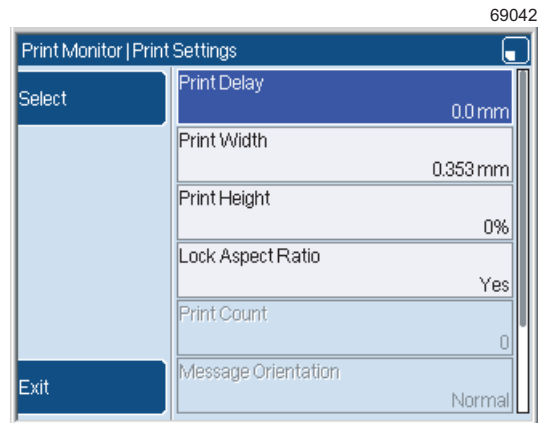 69042
Print Monitor | Print Settings
Select
Print Delay
0.0 mm
Print Width
0.353 mm
Print Height
0%
Lock Aspect Ratio
Yes
Print Count
0
Message Orientation
Normal
Exit